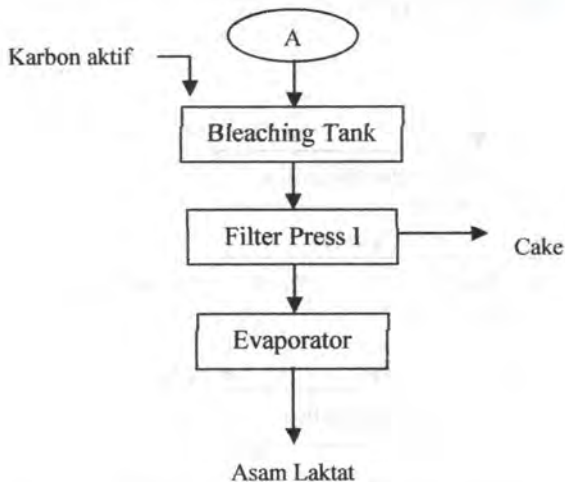 A
Karbon aktif
Bleaching Tank
Filter Press I
Cake
Evaporator
Asam Laktat